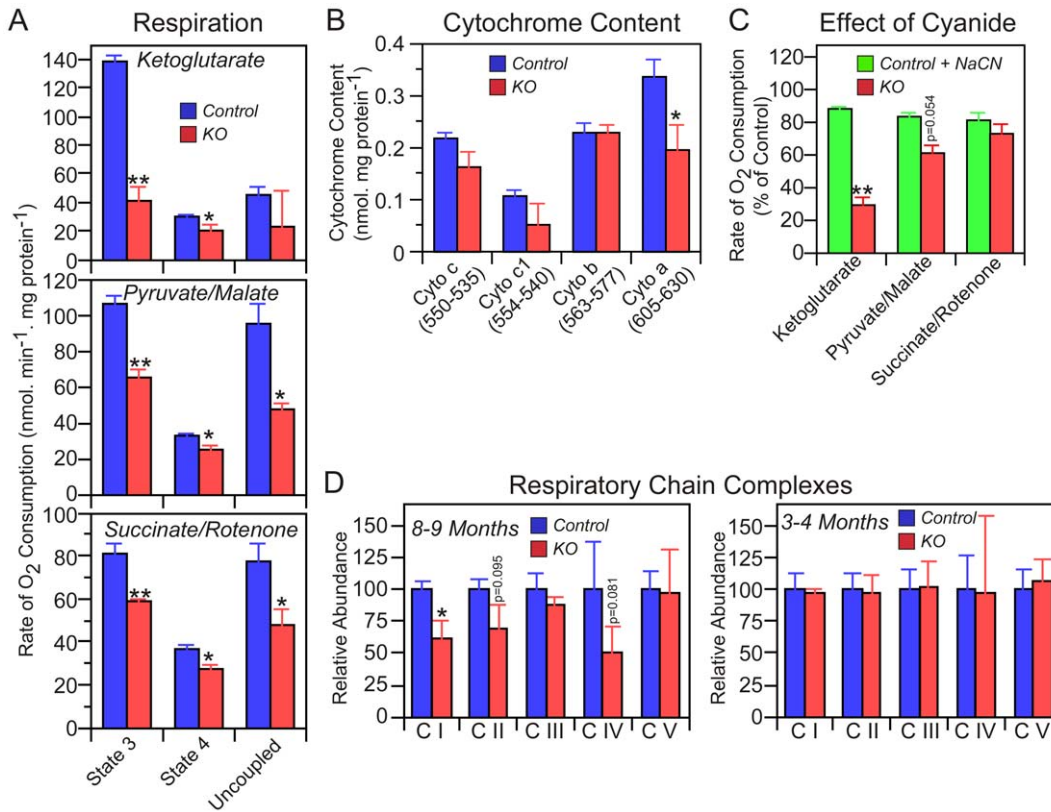 A
Respiration
Ketoglutarate
Control
KO
140
120
100
80
60
40
20
0
**
*
Pyruvate/Malate
120
100
80
60
40
20
0
**
*
*
Succinate/Rotenone
100
80
60
40
20
0
**
*
*
State 3
State 4
Uncoupled
Rate of O2 Consumption (nmol. min−1. mg protein−1)
B
Cytochrome Content
Control
KO
0.4
0.3
0.2
0.1
0
*
Cytochrome Content
(nmol. mg protein−1)
Cyto c
(550-535)
Cyto c1
(554-540)
Cyto b
(563-577)
Cyto a
(605-630)
C
Effect of Cyanide
Control + NaCN
KO
120
100
80
60
40
20
0
**
p=0.054
Rate of O2 Consumption
(% of Control)
Ketoglutarate
Pyruvate/Malate
Succinate/Rotenone
D
Respiratory Chain Complexes
8-9 Months
Control
KO
150
125
100
75
50
25
0
*
p=0.095
p=0.081
Relative Abundance
C I
C II
C III
C IV
C V
3-4 Months
Control
KO
150
125
100
75
50
25
0
Relative Abundance
C I
C II
C III
C IV
C V